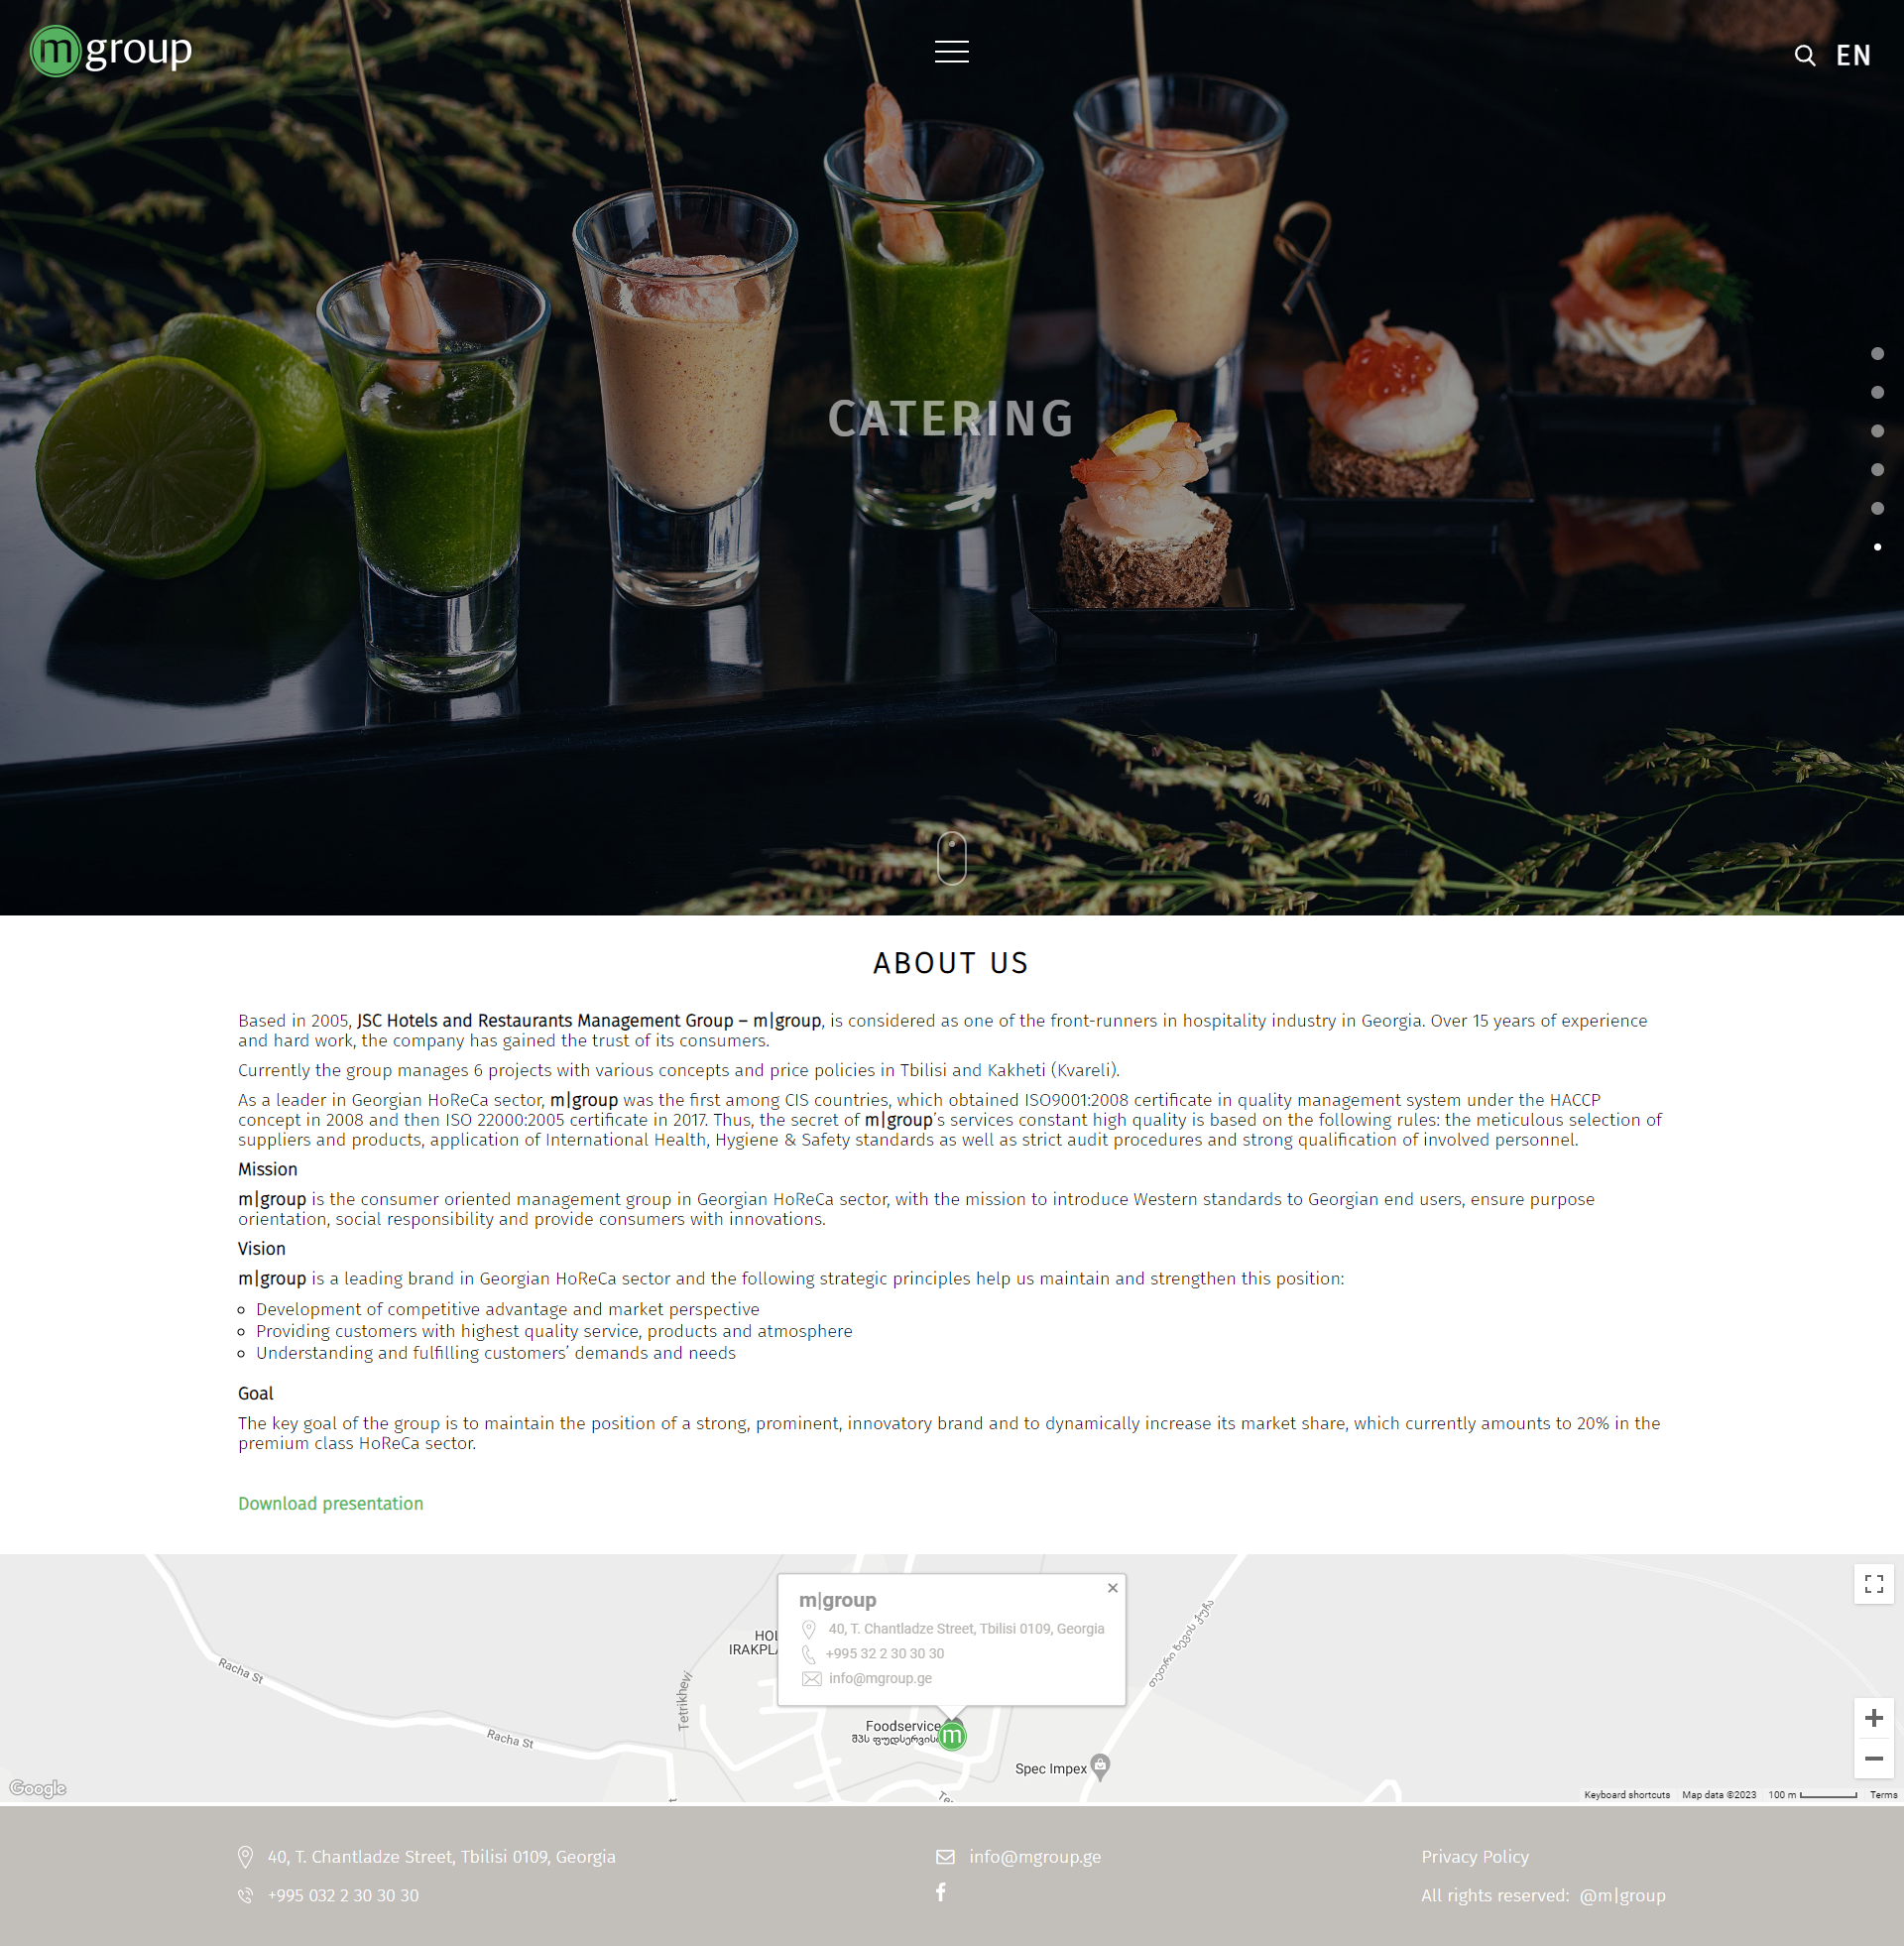 m group
EN
CATERING
ABOUT US
Based in 2005, JSC Hotels and Restaurants Management Group – m|group, is considered as one of the front-runners in hospitality industry in Georgia. Over 15 years of experience
and hard work, the company has gained the trust of its consumers.
Currently the group manages 6 projects with various concepts and price policies in Tbilisi and Kakheti (Kvareli).
As a leader in Georgian HoReCa sector, m|group was the first among CIS countries, which obtained ISO9001:2008 certificate in quality management system under the HACCP
concept in 2008 and then ISO 22000:2005 certificate in 2017. Thus, the secret of m|group’s services constant high quality is based on the following rules: the meticulous selection of
suppliers and products, application of International Health, Hygiene & Safety standards as well as strict audit procedures and strong qualification of involved personnel.
Mission
m|group is the consumer oriented management group in Georgian HoReCa sector, with the mission to introduce Western standards to Georgian end users, ensure purpose
orientation, social responsibility and provide consumers with innovations.
Vision
m|group is a leading brand in Georgian HoReCa sector and the following strategic principles help us maintain and strengthen this position:
Development of competitive advantage and market perspective
Providing customers with highest quality service, products and atmosphere
Understanding and fulfilling customers’ demands and needs
Goal
The key goal of the group is to maintain the position of a strong, prominent, innovatory brand and to dynamically increase its market share, which currently amounts to 20% in the
premium class HoReCa sector.
Download presentation
m|group
40, T. Chantladze Street, Tbilisi 0109, Georgia
+995 32 2 30 30 30
info@mgroup.ge
Racha St
Racha St
Tetrikhevi
თეთრი ხევის ქუჩა
Foodservice
შპს ფუდსერვის
m
Spec Impex
Google
Keyboard shortcuts
Map data ©2023
100 m
Terms
40, T. Chantladze Street, Tbilisi 0109, Georgia
info@mgroup.ge
Privacy Policy
+995 032 2 30 30 30
All rights reserved: @m|group